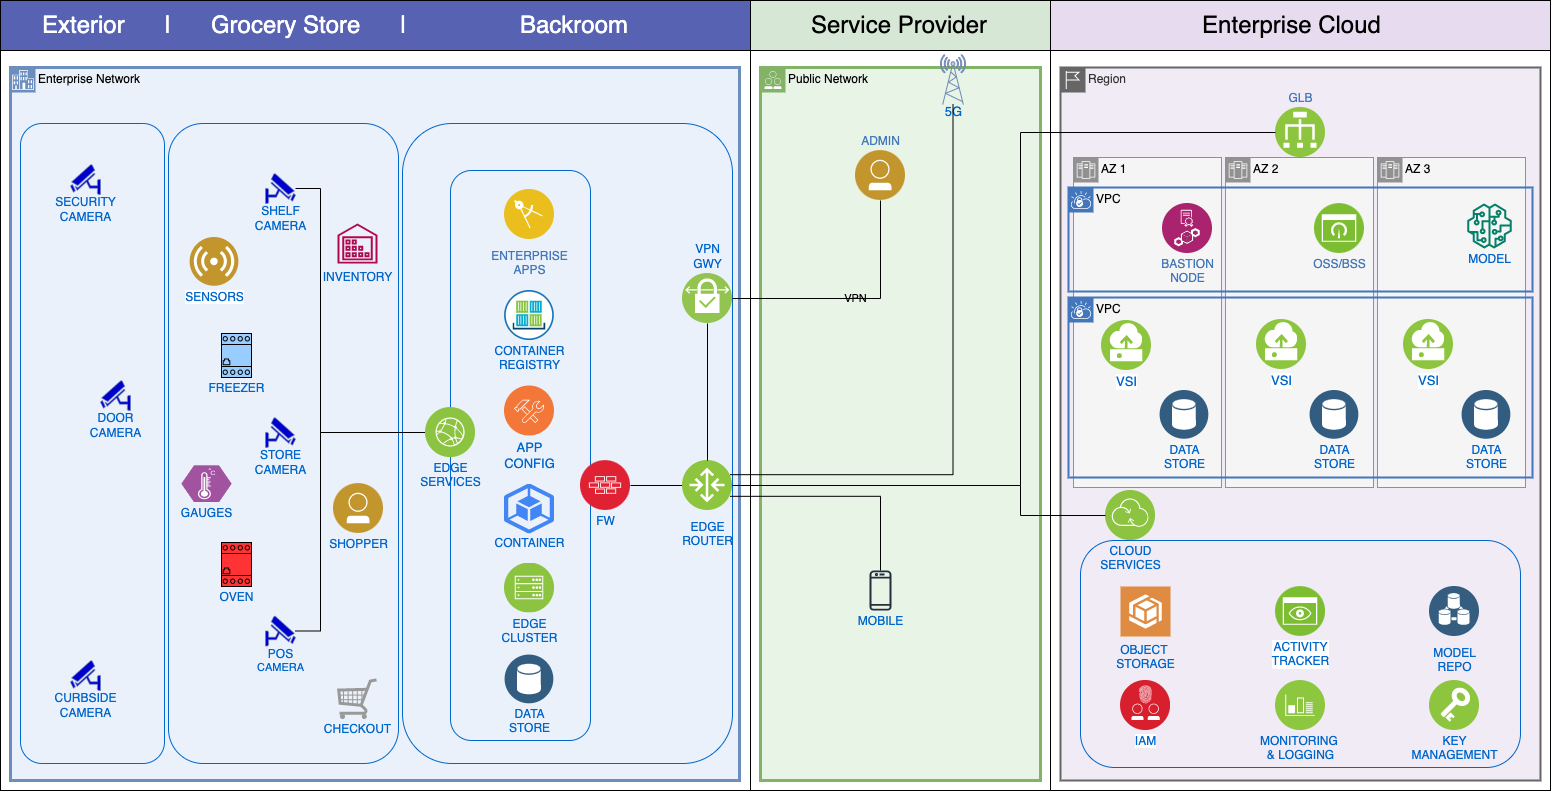 Exterior | Grocery Store | Backroom
Service Provider
Enterprise Cloud
Enterprise Network
SECURITY
CAMERA
DOOR
CAMERA
CURBSIDE
CAMERA
SHELF
CAMERA
SENSORS
INVENTORY
FREEZER
STORE
CAMERA
GAUGES
SHOPPER
OVEN
POS
CAMERA
CHECKOUT
ENTERPRISE
APPS
CONTAINER
REGISTRY
APP
CONFIG
EDGE
SERVICES
CONTAINER
EDGE
CLUSTER
DATA
STORE
FW
VPN
GWY
EDGE
ROUTER
Public Network
5G
ADMIN
VPN
MOBILE
Region
GLB
AZ 1
AZ 2
AZ 3
VPC
BASTION
NODE
OSS/BSS
MODEL
VPC
VSI
VSI
VSI
DATA
STORE
DATA
STORE
DATA
STORE
CLOUD
SERVICES
OBJECT
STORAGE
ACTIVITY
TRACKER
MODEL
REPO
IAM
MONITORING
& LOGGING
KEY
MANAGEMENT